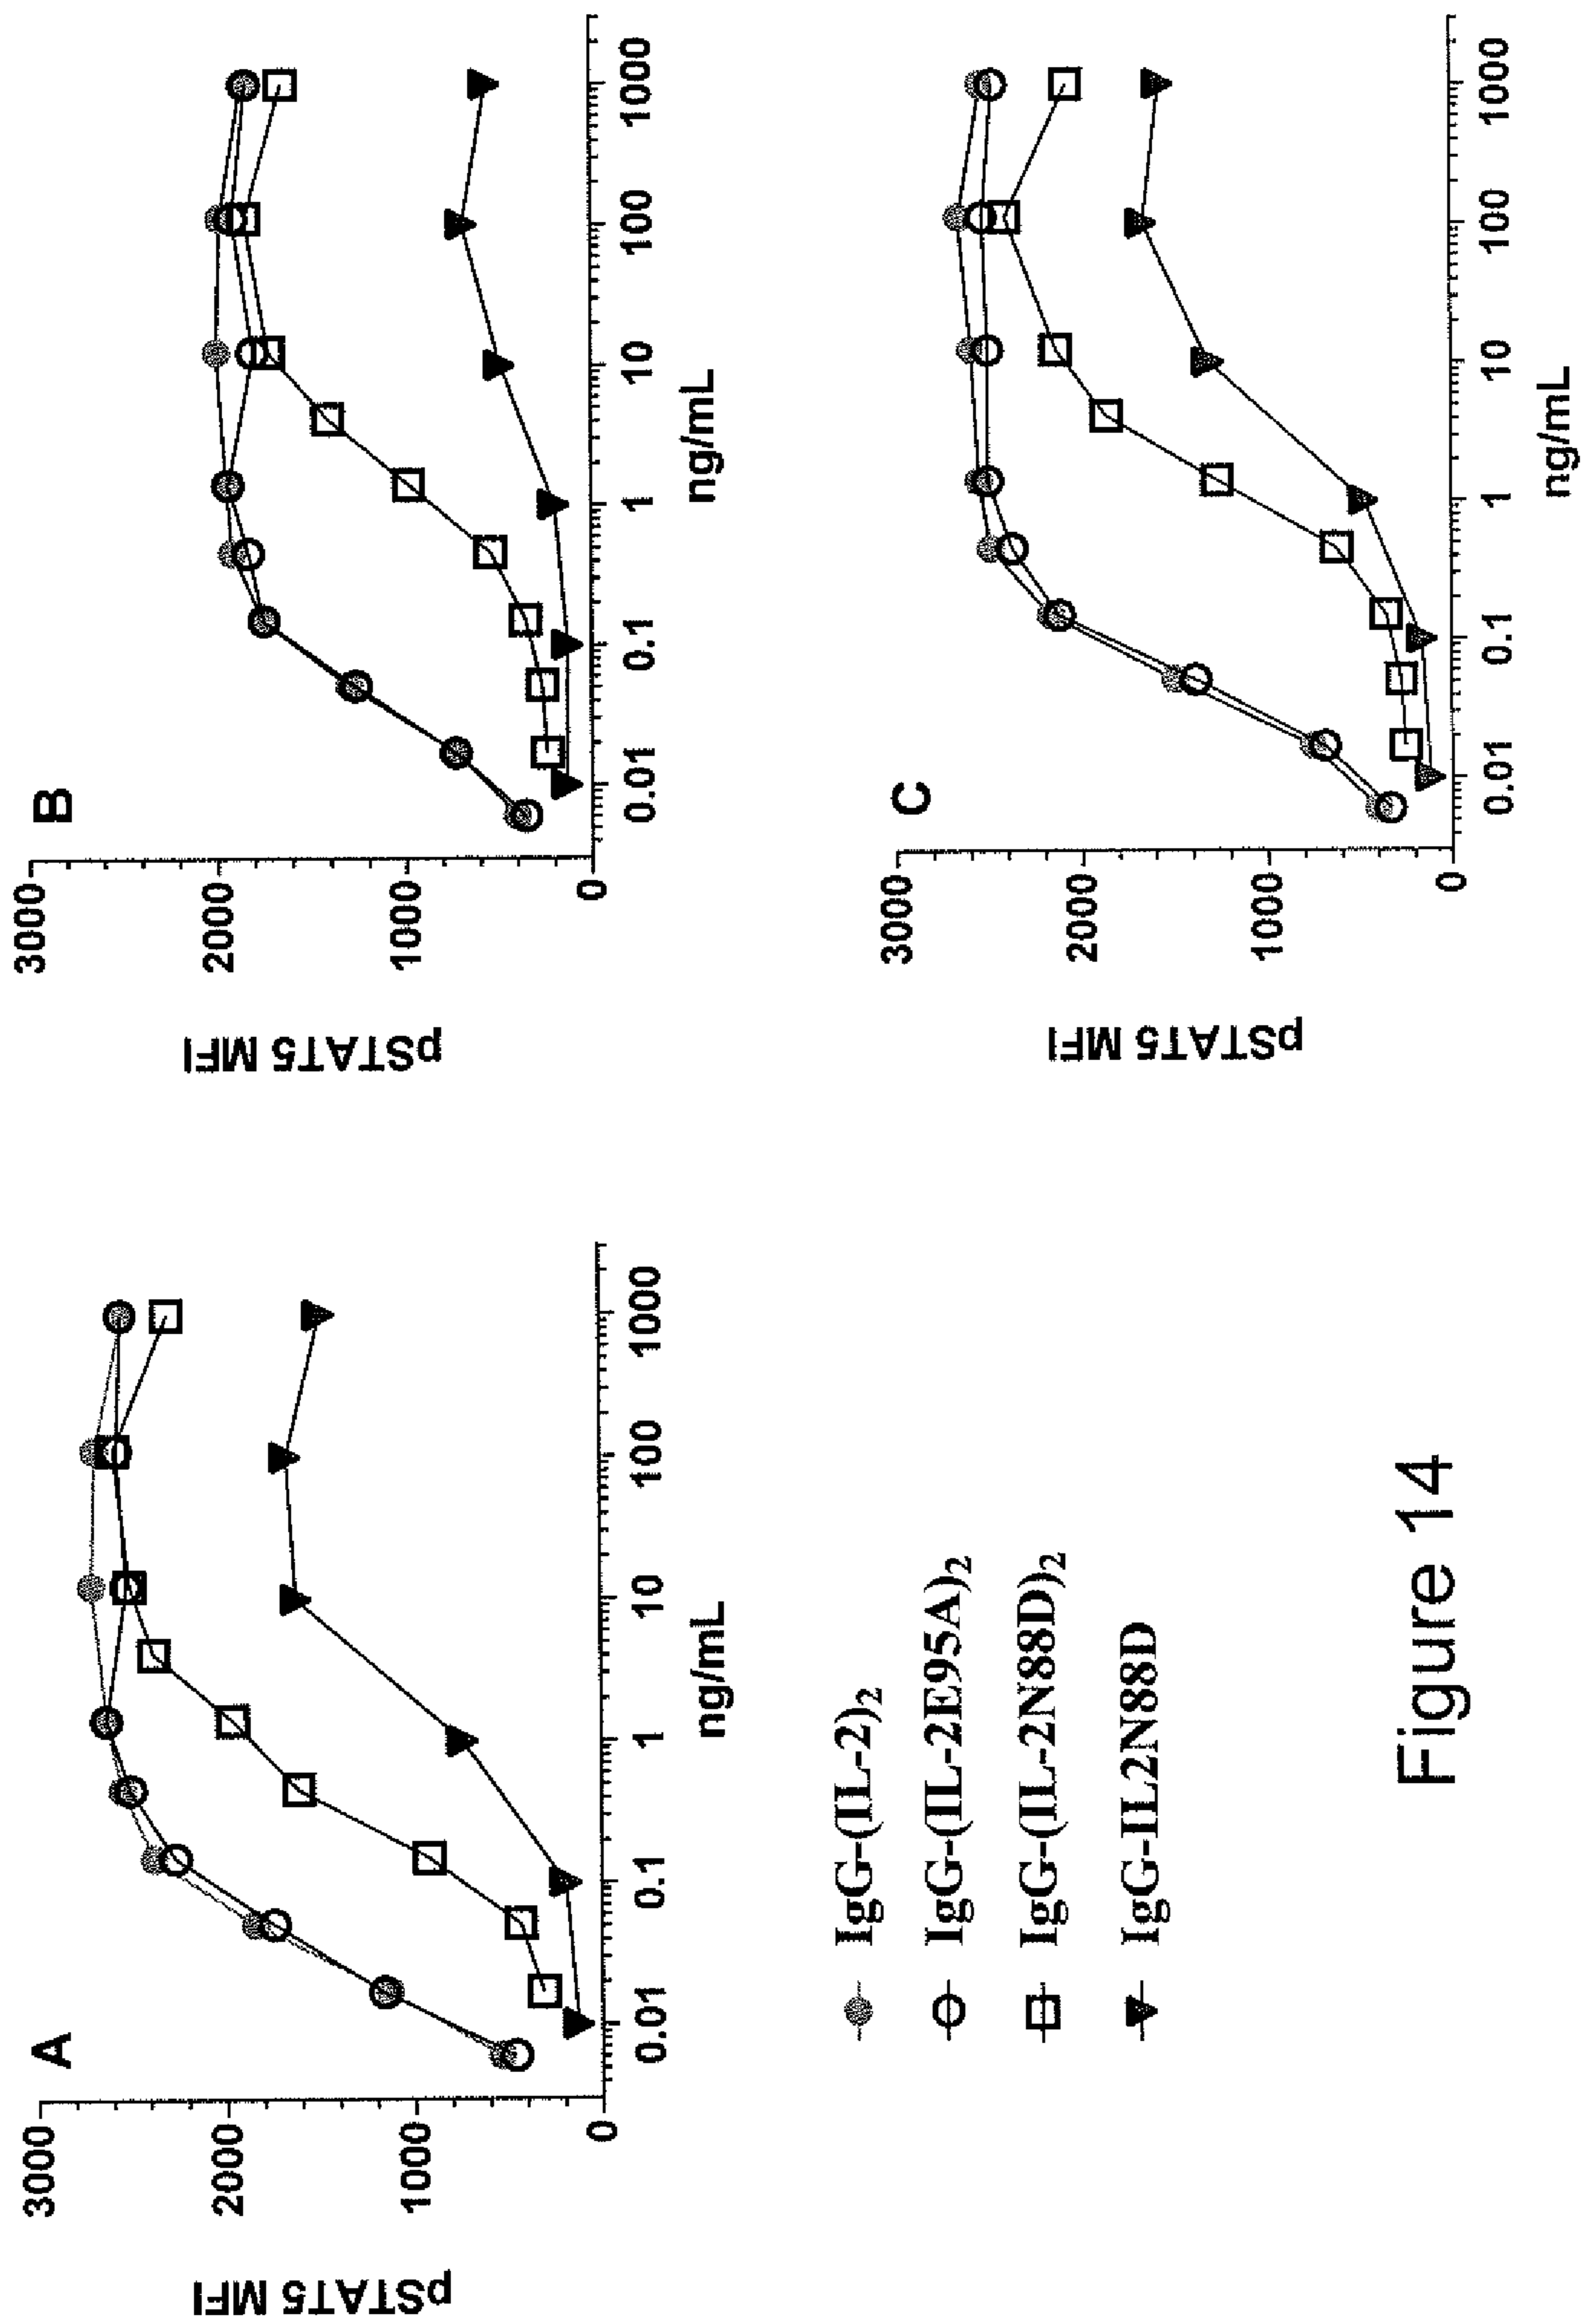 A
pSTAT5 MFI
3000
2000
1000
0
0.01
0.1
1
10
100
1000
ng/mL
B
pSTAT5 MFI
3000
2000
1000
0
0.01
0.1
1
10
100
1000
ng/mL
IgG-(IL-2)2
IgG-(IL-2E95A)2
IgG-(IL-2N88D)2
IgG-IL2N88D
C
pSTAT5 MFI
3000
2000
1000
0
0.01
0.1
1
10
100
1000
ng/mL
Figure 14